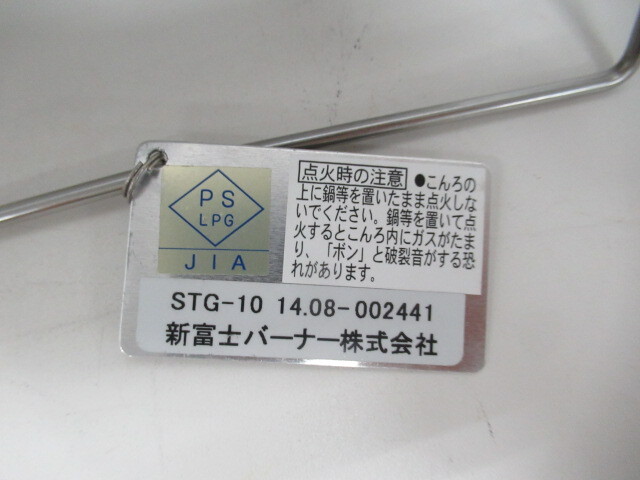 PS
LPG
JIA
点火時の注意 ●こんろの
上に鍋等を置いたまま点火しな
いでください。鍋等を置いて点
火するとこんろ内にガスがたま
り、「ボン」と破裂音がする恐
れがあります。
STG-10 14.08-002441
新富士バーナー株式会社